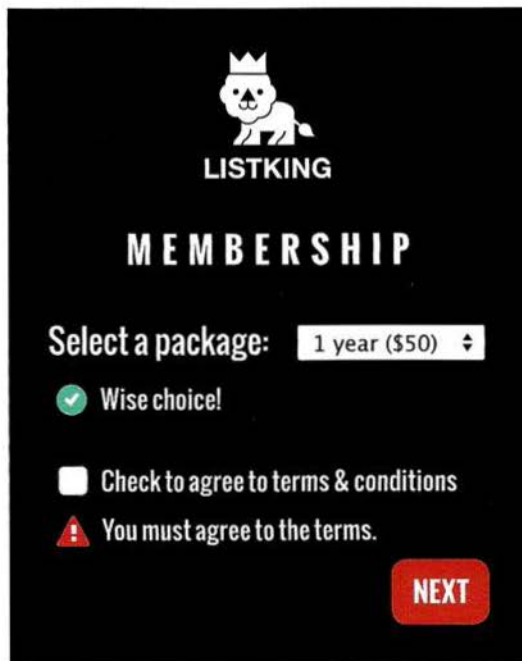 LISTKING
MEMBERSHIP
Select a package: 1 year ($50)
Wise choice!
Check to agree to terms & conditions
You must agree to the terms.
NEXT